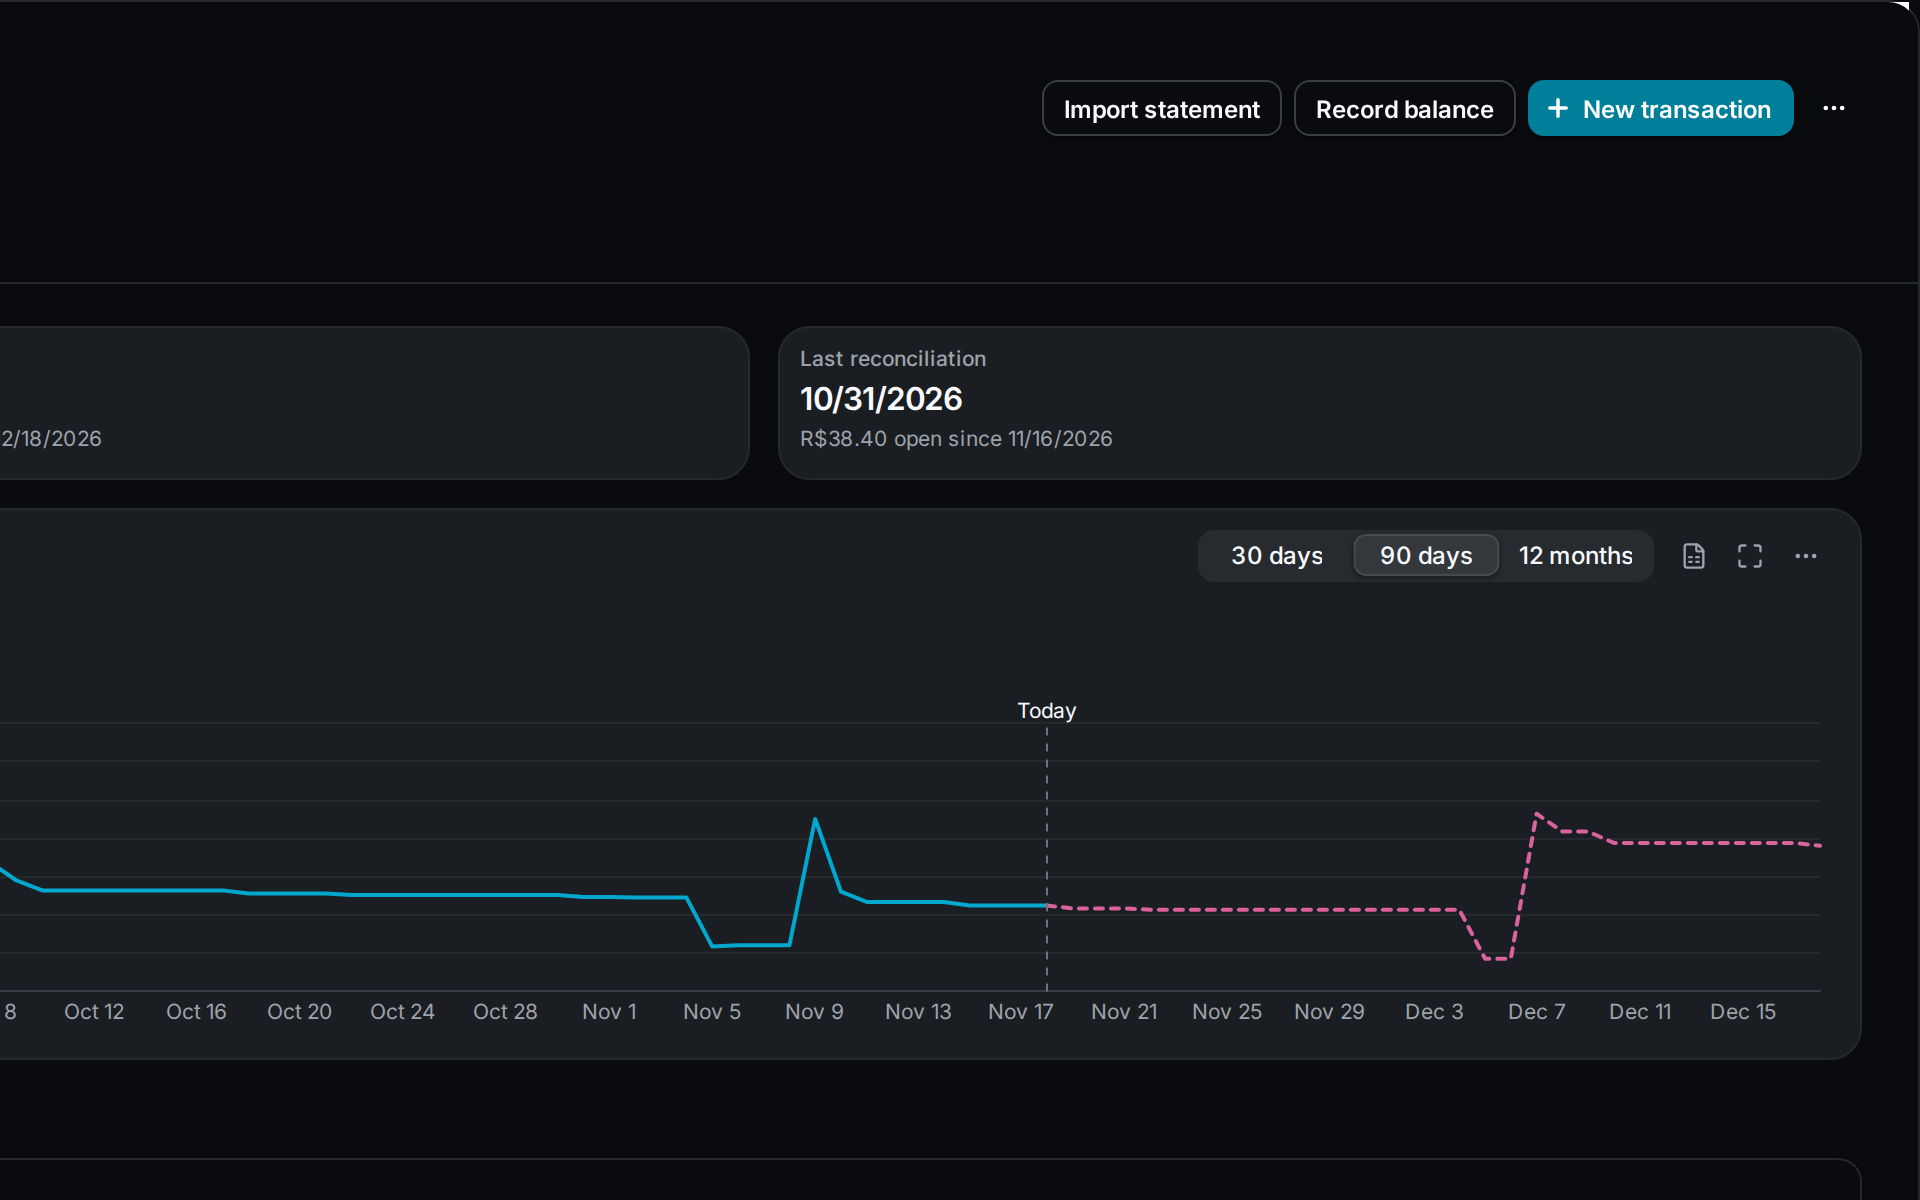 Import statement
Record balance
New transaction
2/18/2026
Last reconciliation
10/31/2026
R$38.40 open since 11/16/2026
30 days
90 days
12 months
Today
8
Oct 12
Oct 16
Oct 20
Oct 24
Oct 28
Nov 1
Nov 5
Nov 9
Nov 13
Nov 17
Nov 21
Nov 25
Nov 29
Dec 3
Dec 7
Dec 11
Dec 15